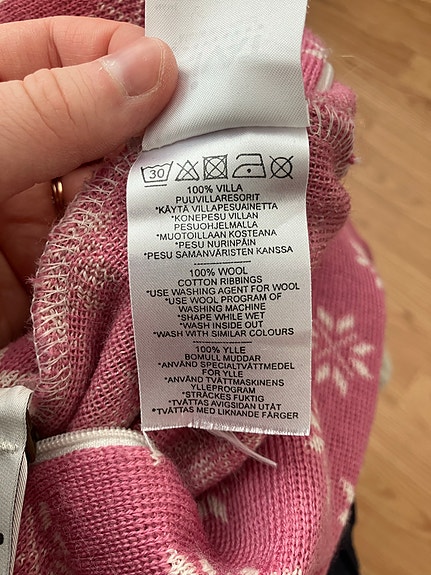 30
100% VILLA
PUUVILLARESORIT
*KÄYTÄ VILLAPESUAINETTA
*KONEPESU VILLAN
PESUOHJELMALLA
*MUOTOILLAAN KOSTEANA
*PESU NURINPÄIN
*PESU SAMANVÄRISTEN KANSSA
100% WOOL
COTTON RIBBINGS
*USE WASHING AGENT FOR WOOL
*USE WOOL PROGRAM OF
WASHING MACHINE
*SHAPE WHILE WET
*WASH INSIDE OUT
*WASH WITH SIMILAR COLOURS
100% YLLE
BOMULL MUDDAR
*ANVÄND SPECIALTVÄTTMEDEL
FÖR YLLE
*ANVÄND TVÄTTMASKINENS
YLLEPROGRAM
*STRÄCKES FUKTIG
*TVÄTTAS AVIGSIDAN UTÅT
*TVÄTTAS MED LIKNANDE FÄRGER